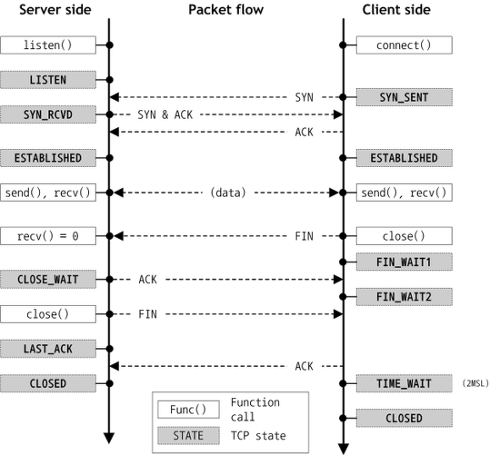 Server side Packet flow Client side
listen() connect()
LISTEN
SYN SYN_SENT
SYN_RCVD SYN & ACK
ACK
ESTABLISHED ESTABLISHED
send(), recv() (data) send(), recv()
recv() = 0 FIN close()
FIN_WAIT1
CLOSE_WAIT ACK
FIN_WAIT2
close() FIN
LAST_ACK
ACK
CLOSED TIME_WAIT (2MSL)
Func() Function
call
CLOSED
STATE TCP state